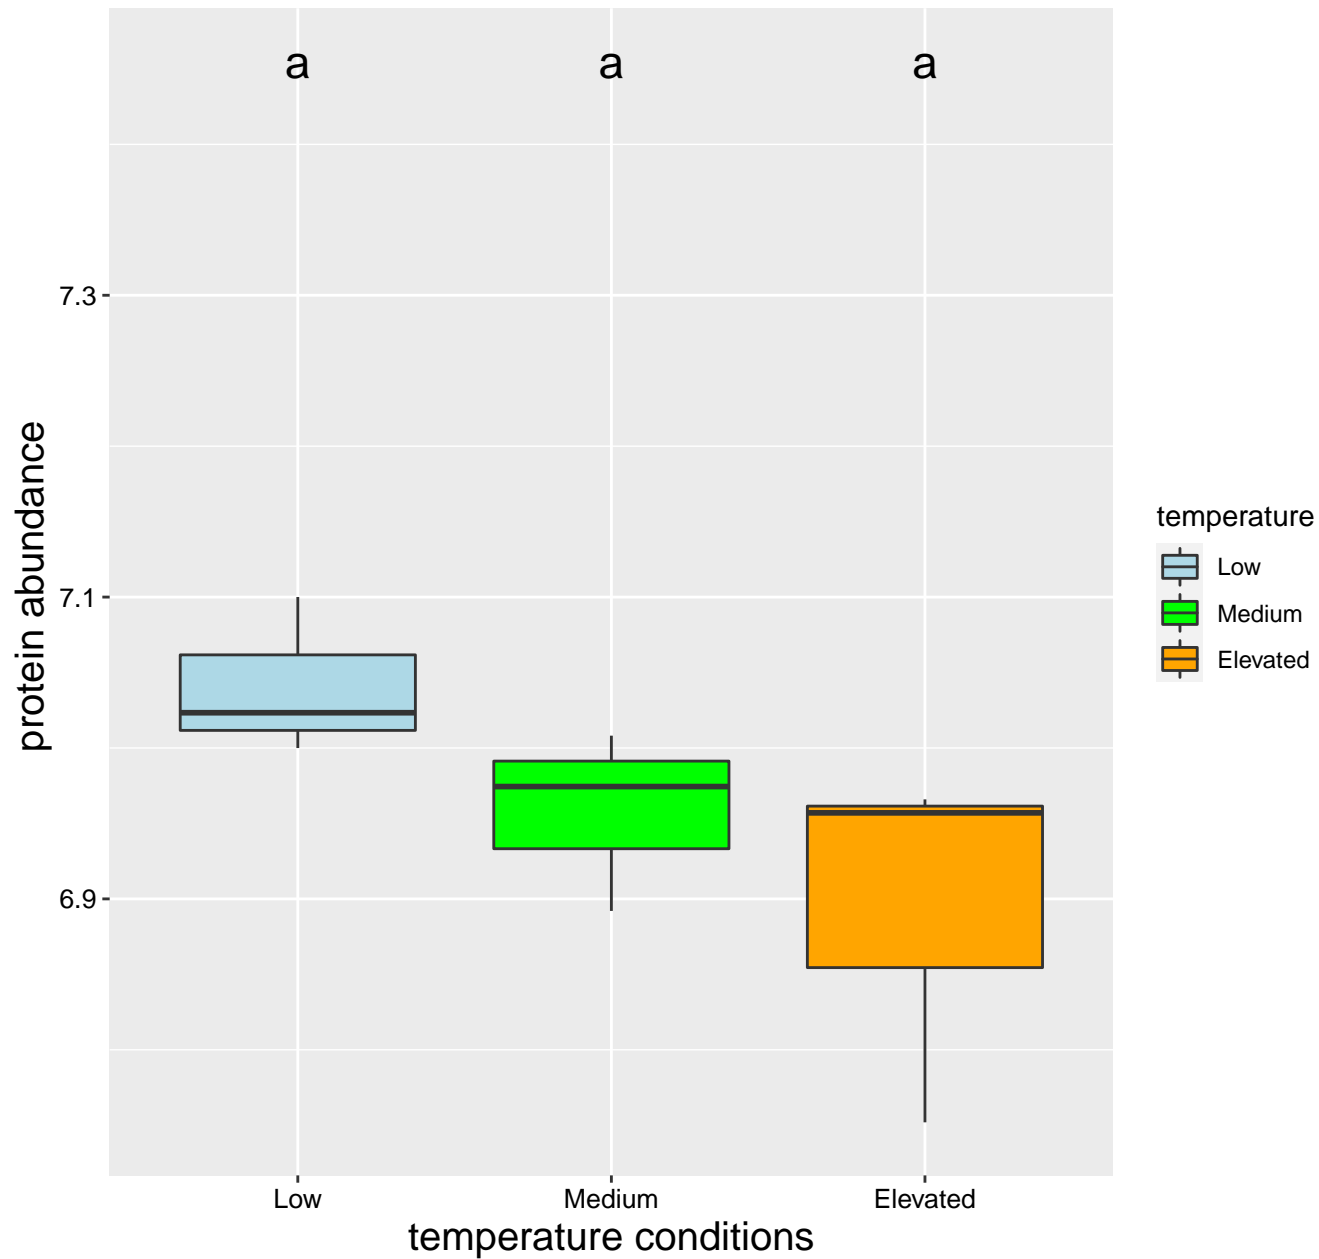 a a a
7.3
7.1
6.9
protein abundance
Low Medium Elevated
temperature conditions
temperature
Low
Medium
Elevated